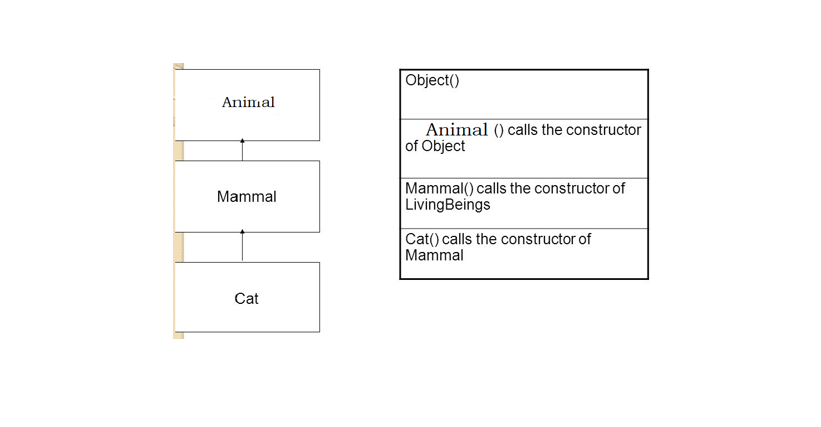 Animal
Mammal
Cat
Object()
Animal () calls the constructor
of Object
Mammal() calls the constructor of
LivingBeings
Cat() calls the constructor of
Mammal